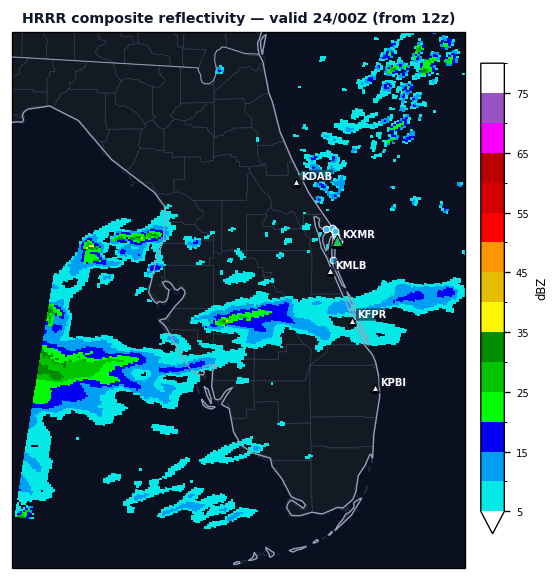 HRRR composite reflectivity — valid 24/00Z (from 12z)
KDAB
KXMR
KMLB
KFPR
KPBI
75
65
55
45
35
25
15
5
dBZ